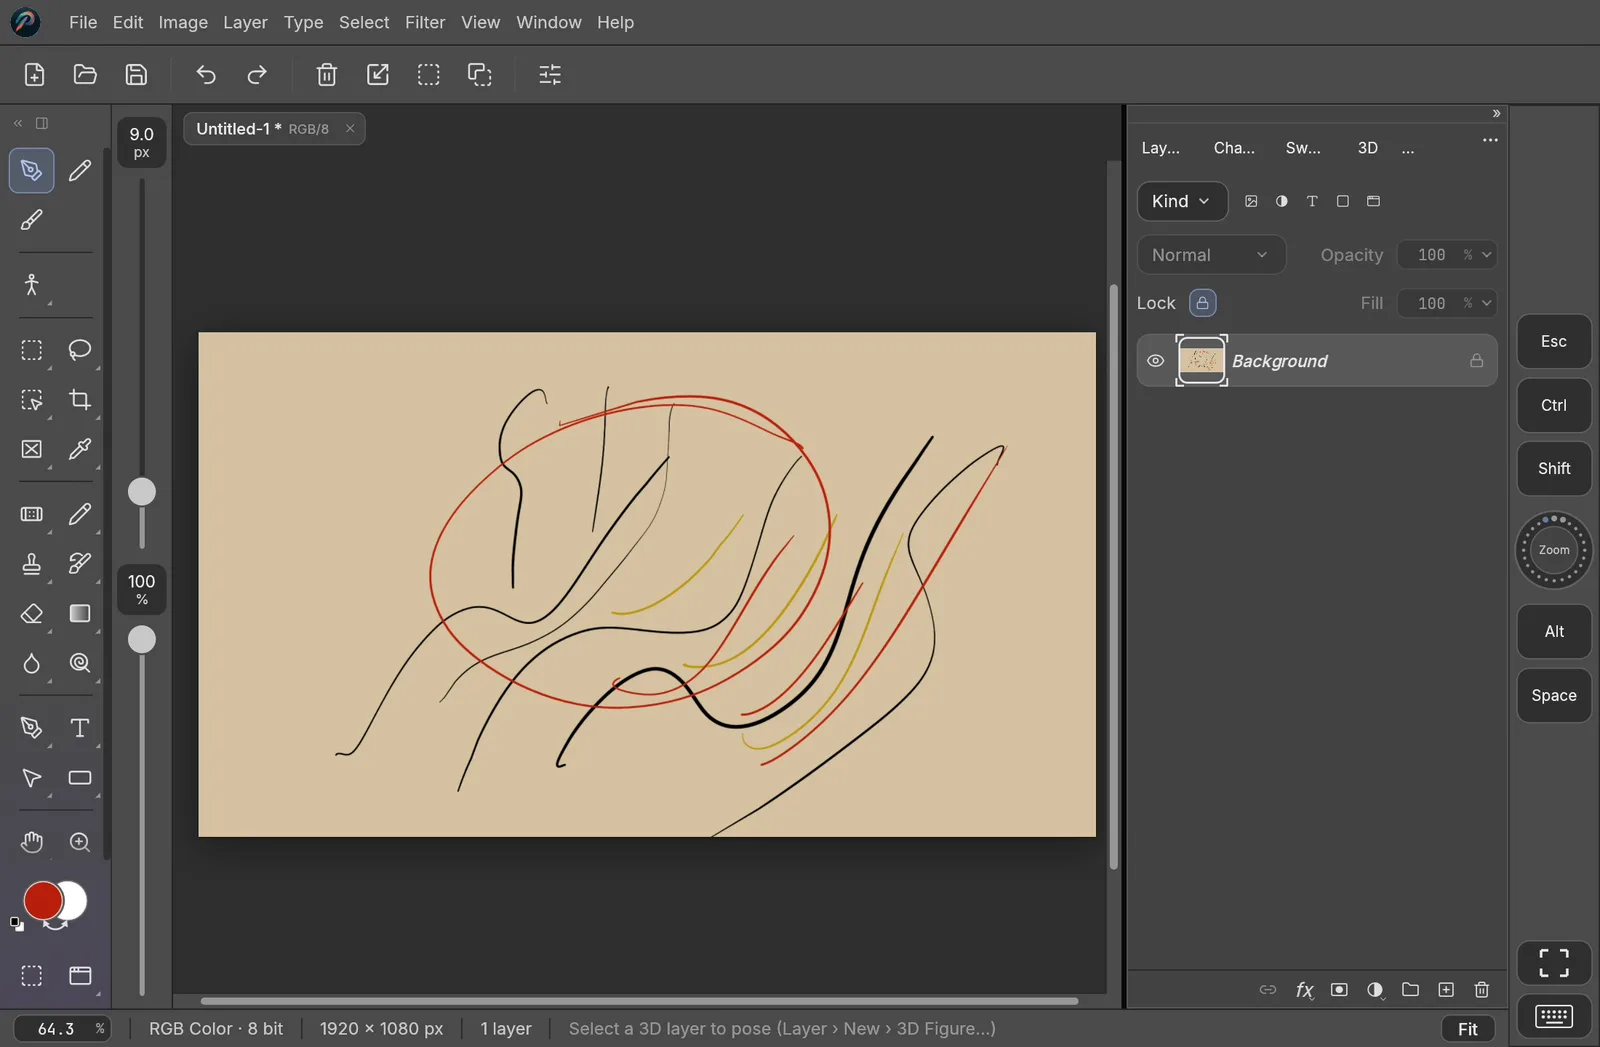 File Edit Image Layer Type Select Filter View Window Help
9.0
px
Untitled-1 * RGB/8 ×
100
%
Lay... Cha... Sw... 3D ...
Kind T
Normal Opacity 100 %
Lock Fill 100 %
Background
Esc
Ctrl
Shift
Zoom
Alt
Space
T
fx
64.3 % RGB Color · 8 bit 1920 × 1080 px 1 layer Select a 3D layer to pose (Layer › New › 3D Figure...) Fit